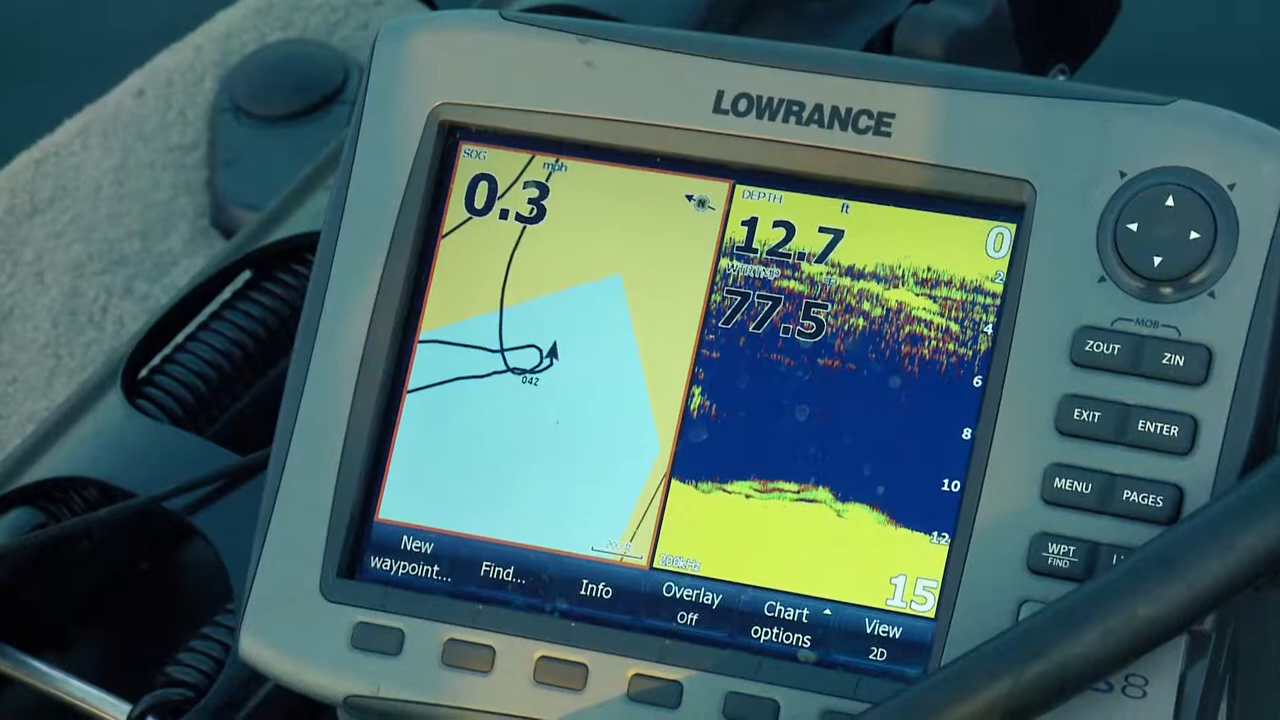 LOWRANCE
SOG
mph
0.3
N
042
DEPTH
ft
12.7
WTRTMP
77.5
0
2
4
6
8
10
12
15
200kHz
New
waypoint...
Find...
Info
Overlay
Off
Chart
options
View
2D
MOB
ZOUT
ZIN
EXIT
ENTER
MENU
PAGES
WPT
FIND
8